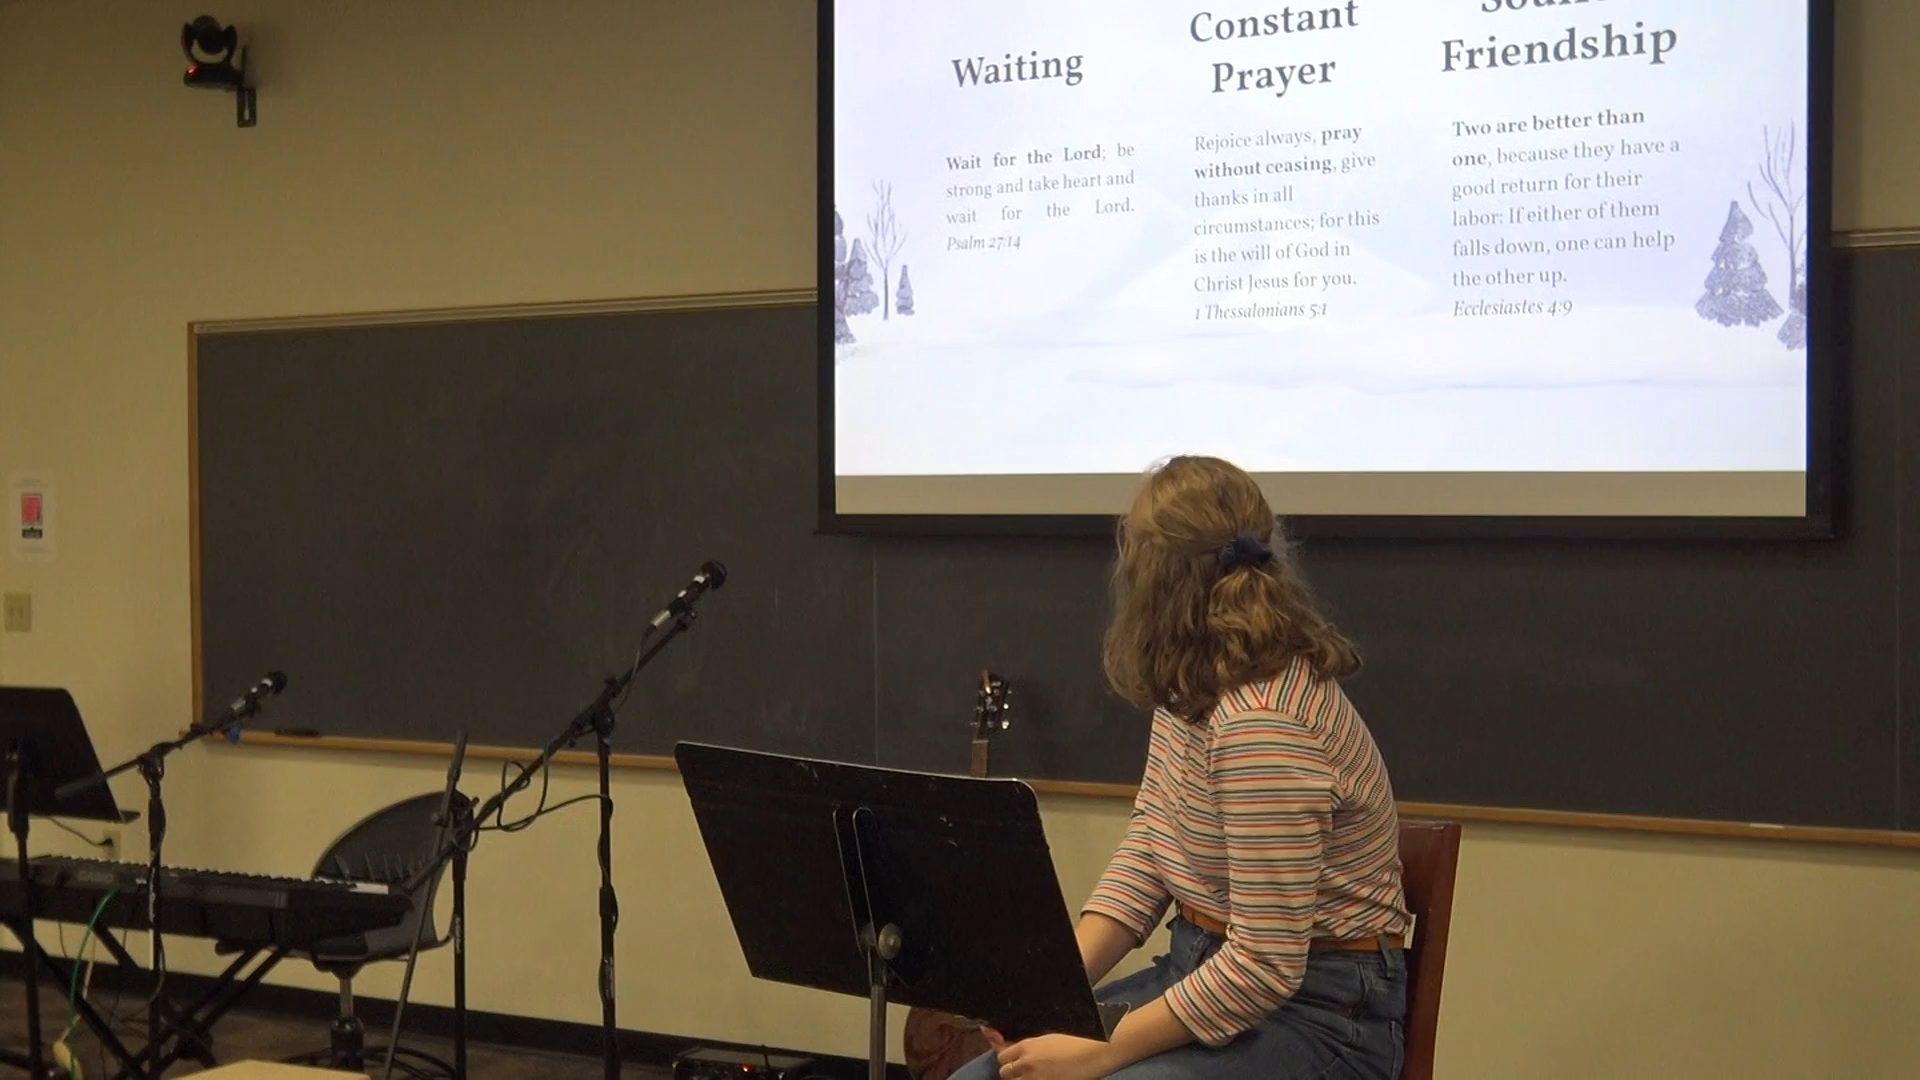 Waiting
Wait for the Lord; be
strong and take heart and
wait for the Lord.
Psalm 27:14
Constant
Prayer
Rejoice always, pray
without ceasing, give
thanks in all
circumstances; for this
is the will of God in
Christ Jesus for you.
1 Thessalonians 5:1
Friendship
Two are better than
one, because they have a
good return for their
labor: If either of them
falls down, one can help
the other up.
Ecclesiastes 4:9
CASIO